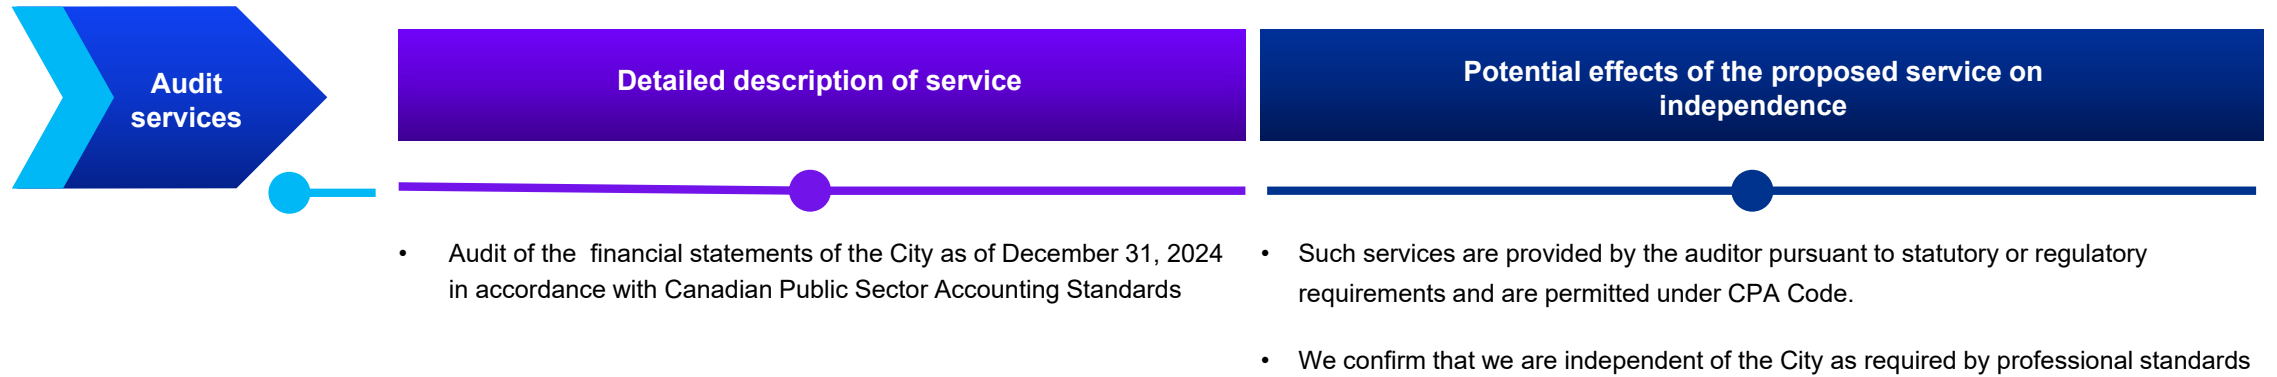 Audit
services
Detailed description of service
Potential effects of the proposed service on
independence
• Audit of the  financial statements of the City as of December 31, 2024
in accordance with Canadian Public Sector Accounting Standards
• Such services are provided by the auditor pursuant to statutory or regulatory
requirements and are permitted under CPA Code.
• We confirm that we are independent of the City as required by professional standards